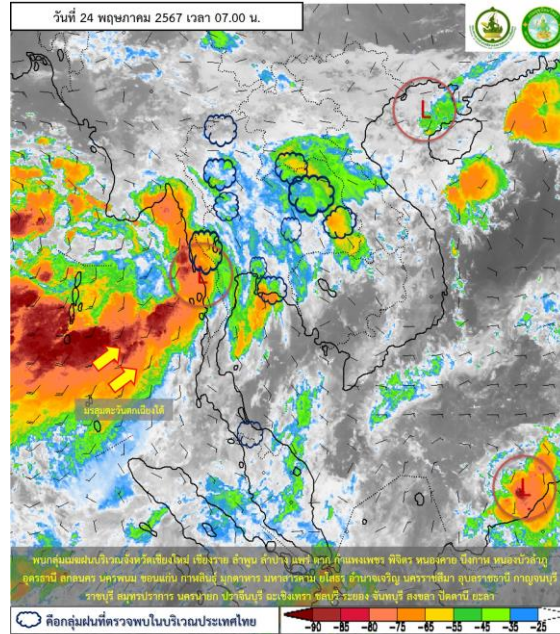 วันที่ 24 พฤษภาคม 2567 เวลา 07.00 น.
L
L
L
มรสุมตะวันตกเฉียงใต้
พบกลุ่มเมฆฝนบริเวณจังหวัดเชียงใหม่ เชียงราย ลำพูน ลำปาง แพร่ ตาก กำแพงเพชร พิจิตร หนองคาย บึงกาฬ หนองบัวลำภู
อุดรธานี สกลนคร นครพนม ขอนแก่น กาฬสินธุ์ มุกดาหาร มหาสารคาม ยโสธร อำนาจเจริญ นครราชสีมา อุบลราชธานี กาญจนบุรี
ราชบุรี สมุทรปราการ นครนายก ปราจีนบุรี ฉะเชิงเทรา ชลบุรี ระยอง จันทบุรี สงขลา ปัตตานี ยะลา
คือกลุ่มฝนที่ตรวจพบในบริเวณประเทศไทย
-90 -80 -75 -65 -55 -45 -35 -25